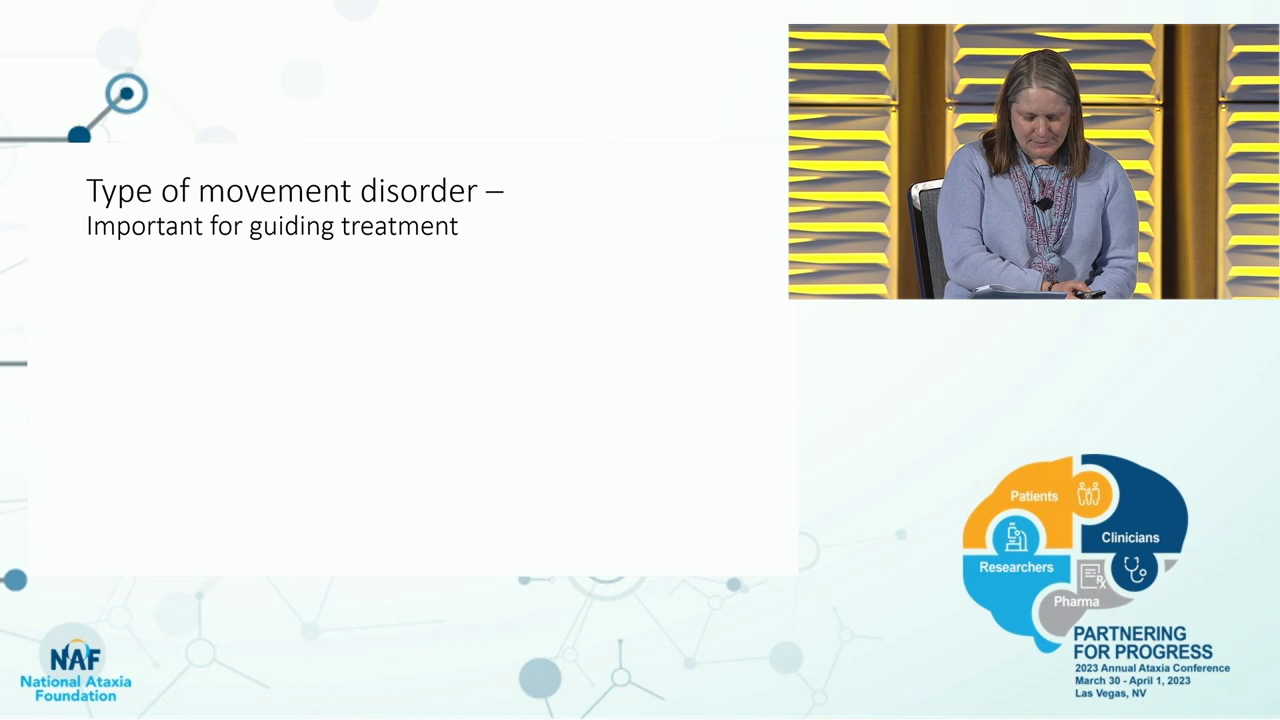 Type of movement disorder –
Important for guiding treatment
Patients
Clinicians
Researchers
Rx
Pharma
PARTNERING
FOR PROGRESS
2023 Annual Ataxia Conference
March 30 - April 1, 2023
Las Vegas, NV
NAF
National Ataxia
Foundation